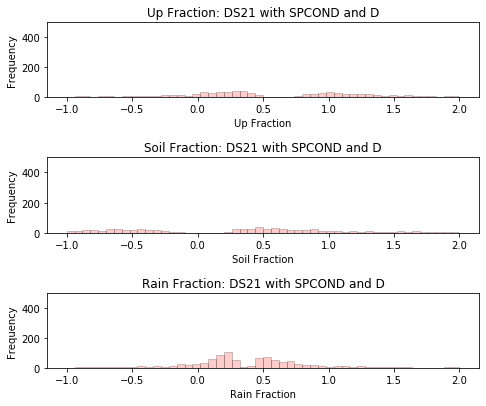 Up Fraction: DS21 with SPCOND and D
400
200
0
Frequency
−1.0 −0.5 0.0 0.5 1.0 1.5 2.0
Up Fraction
Soil Fraction: DS21 with SPCOND and D
400
200
0
Frequency
−1.0 −0.5 0.0 0.5 1.0 1.5 2.0
Soil Fraction
Rain Fraction: DS21 with SPCOND and D
400
200
0
Frequency
−1.0 −0.5 0.0 0.5 1.0 1.5 2.0
Rain Fraction